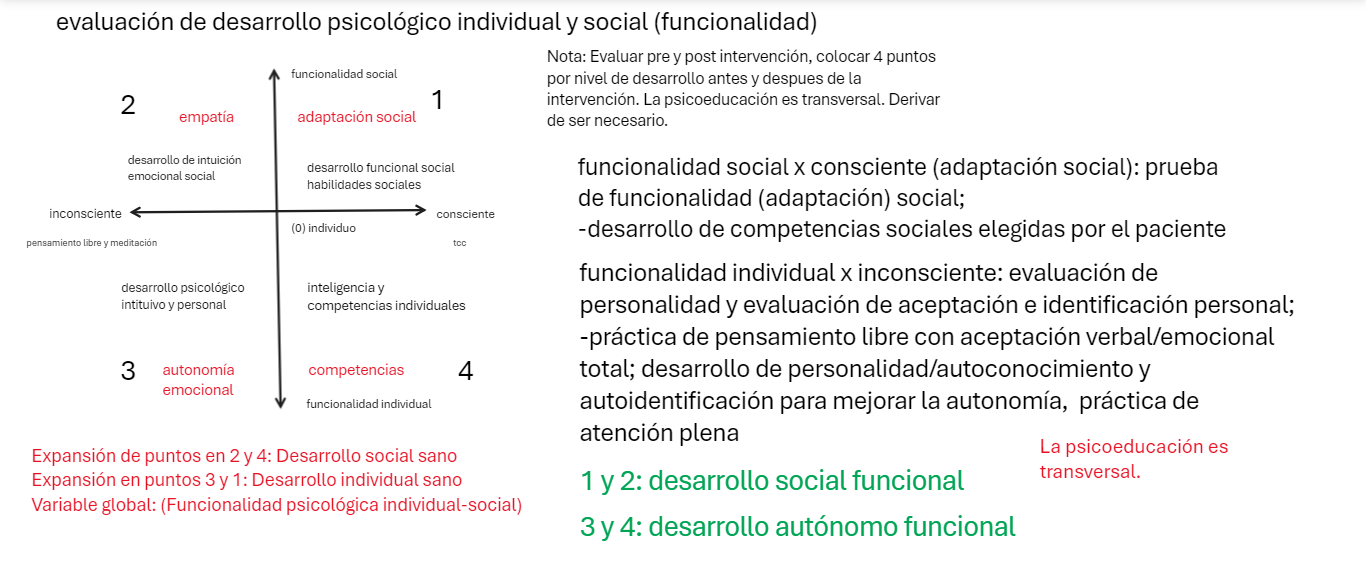 evaluación de desarrollo psicológico individual y social (funcionalidad)
funcionalidad social
2
1
empatía
adaptación social
desarrollo de intuición
emocional social
desarrollo funcional social
habilidades sociales
inconsciente
consciente
(0) individuo
pensamiento libre y meditación
tcc
desarrollo psicológico
intituivo y personal
inteligencia y
competencias individuales
3
autonomía
emocional
competencias
4
funcionalidad individual
Expansión de puntos en 2 y 4: Desarrollo social sano
Expansión en puntos 3 y 1: Desarrollo individual sano
Variable global: (Funcionalidad psicológica individual-social)
Nota: Evaluar pre y post intervención, colocar 4 puntos
por nivel de desarrollo antes y despues de la
intervención. La psicoeducación es transversal. Derivar
de ser necesario.
funcionalidad social x consciente (adaptación social): prueba
de funcionalidad (adaptación) social;
-desarrollo de competencias sociales elegidas por el paciente
funcionalidad individual x inconsciente: evaluación de
personalidad y evaluación de aceptación e identificación personal;
-práctica de pensamiento libre con aceptación verbal/emocional
total; desarrollo de personalidad/autoconocimiento y
autoidentificación para mejorar la autonomía, práctica de
atención plena
La psicoeducación es
transversal.
1 y 2: desarrollo social funcional
3 y 4: desarrollo autónomo funcional